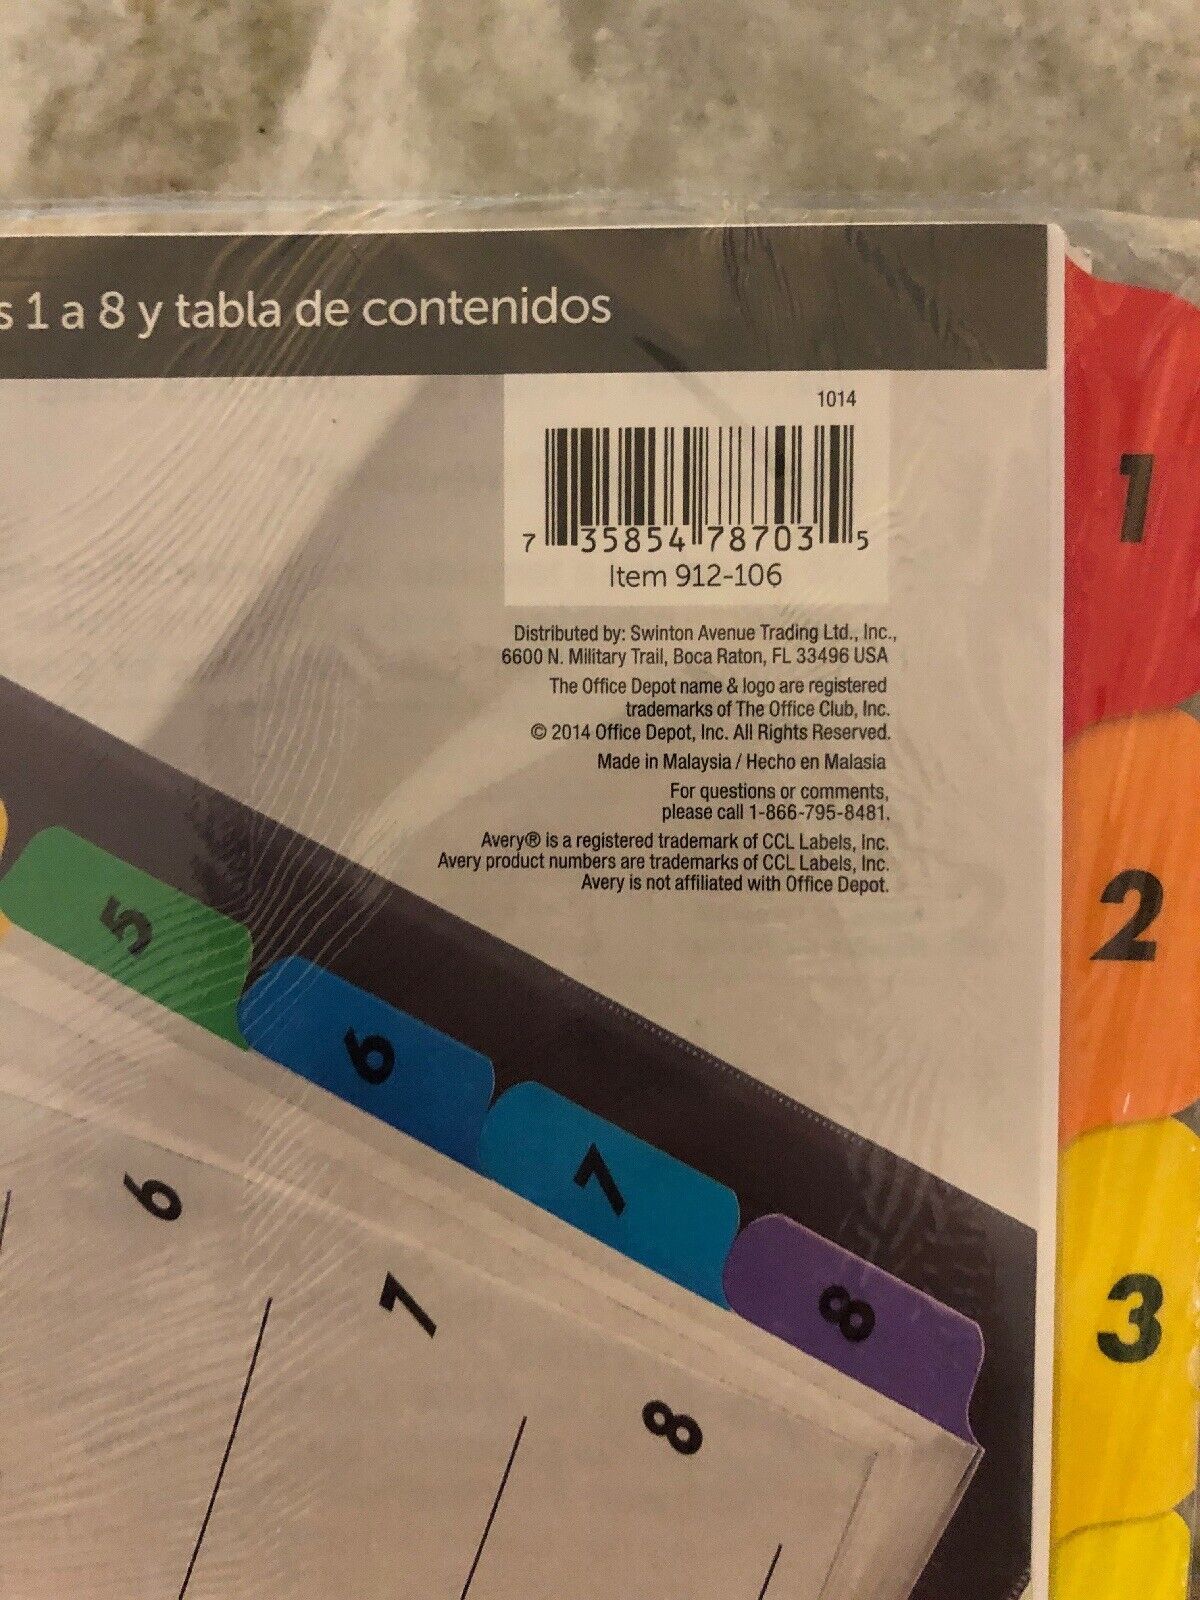 s 1 a 8 y tabla de contenidos
1014
7 35854 78703 5
Item 912-106
Distributed by: Swinton Avenue Trading Ltd., Inc.,
6600 N. Military Trail, Boca Raton, FL 33496 USA
The Office Depot name & logo are registered
trademarks of The Office Club, Inc.
© 2014 Office Depot, Inc. All Rights Reserved.
Made in Malaysia / Hecho en Malasia
For questions or comments,
please call 1-866-795-8481.
Avery® is a registered trademark of CCL Labels, Inc.
Avery product numbers are trademarks of CCL Labels, Inc.
Avery is not affiliated with Office Depot.
1
2
3
5
6
7
8
6
7
8